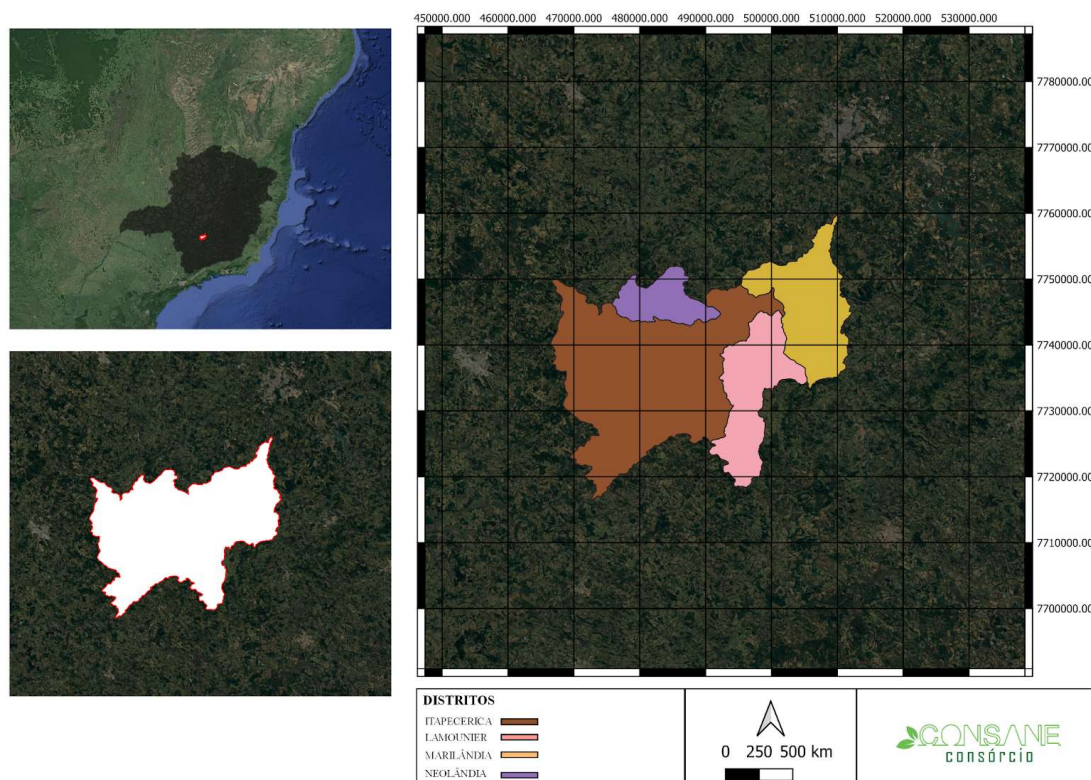 450000.000 460000.000 470000.000 480000.000 490000.000 500000.000 510000.000 520000.000 530000.000
7780000.00
7770000.00
7760000.00
7750000.00
7740000.00
7730000.00
7720000.00
7710000.00
7700000.00
DISTRITOS
ITAPECERICA
LAMOUNIER
MARILÂNDIA
NEOLÂNDIA
0 250 500 km
CONSANE
consórcio